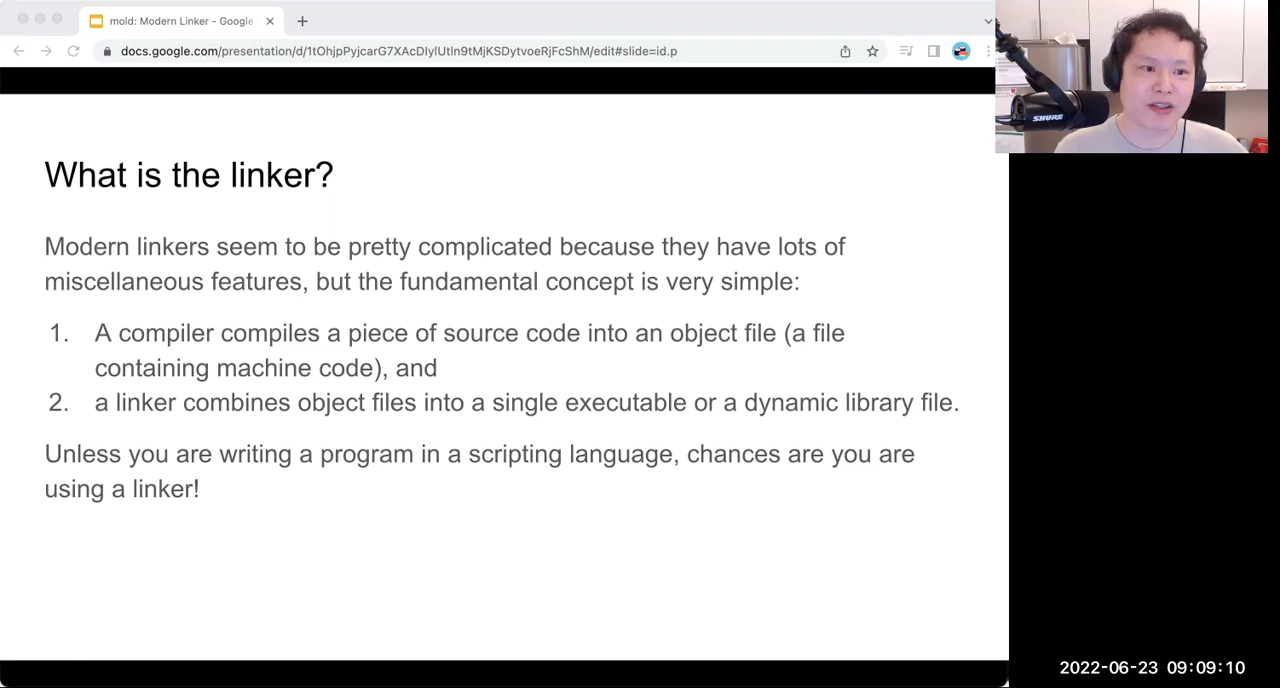 mold: Modern Linker - Google
docs.google.com/presentation/d/1tOhjpPyjcarG7XAcDIylUtln9tMjKSDytvoeRjFcShM/edit#slide=id.p
SHURE
What is the linker?
Modern linkers seem to be pretty complicated because they have lots of
miscellaneous features, but the fundamental concept is very simple:
1. A compiler compiles a piece of source code into an object file (a file
containing machine code), and
2. a linker combines object files into a single executable or a dynamic library file.
Unless you are writing a program in a scripting language, chances are you are
using a linker!
2022-06-23 09:09:10